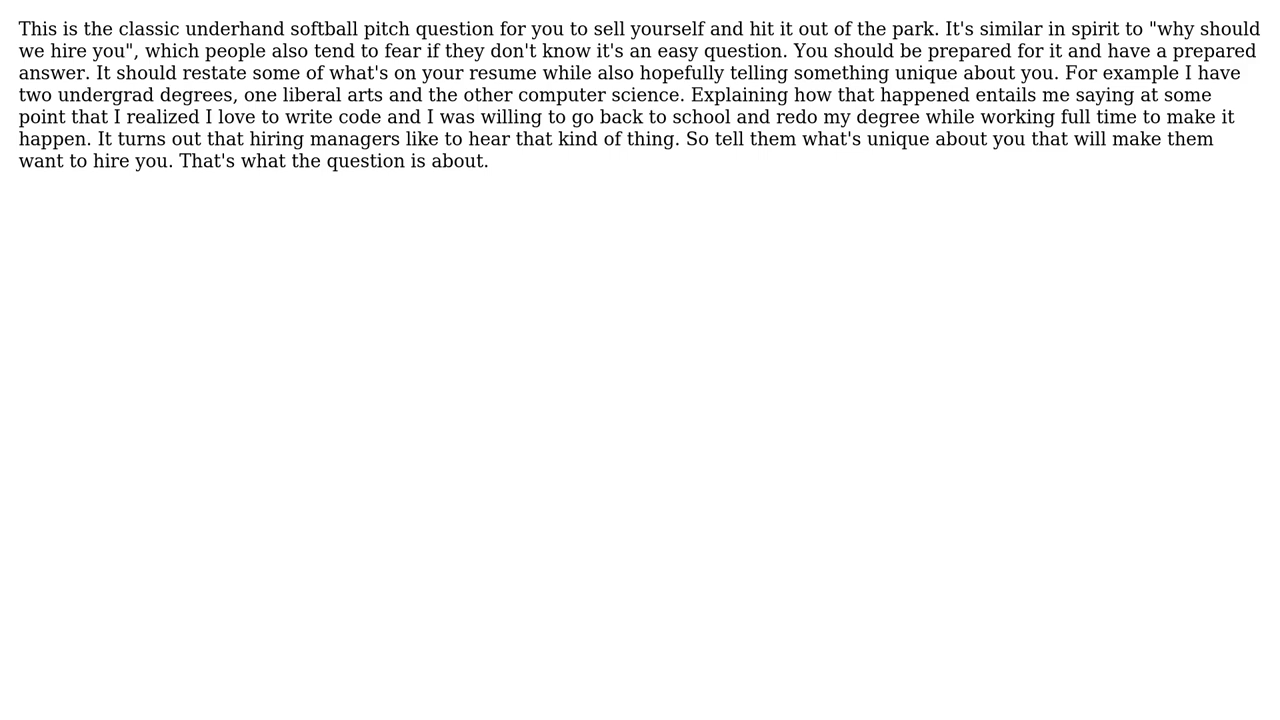 This is the classic underhand softball pitch question for you to sell yourself and hit it out of the park. It's similar in spirit to "why should
we hire you", which people also tend to fear if they don't know it's an easy question. You should be prepared for it and have a prepared
answer. It should restate some of what's on your resume while also hopefully telling something unique about you. For example I have
two undergrad degrees, one liberal arts and the other computer science. Explaining how that happened entails me saying at some
point that I realized I love to write code and I was willing to go back to school and redo my degree while working full time to make it
happen. It turns out that hiring managers like to hear that kind of thing. So tell them what's unique about you that will make them
want to hire you. That's what the question is about.